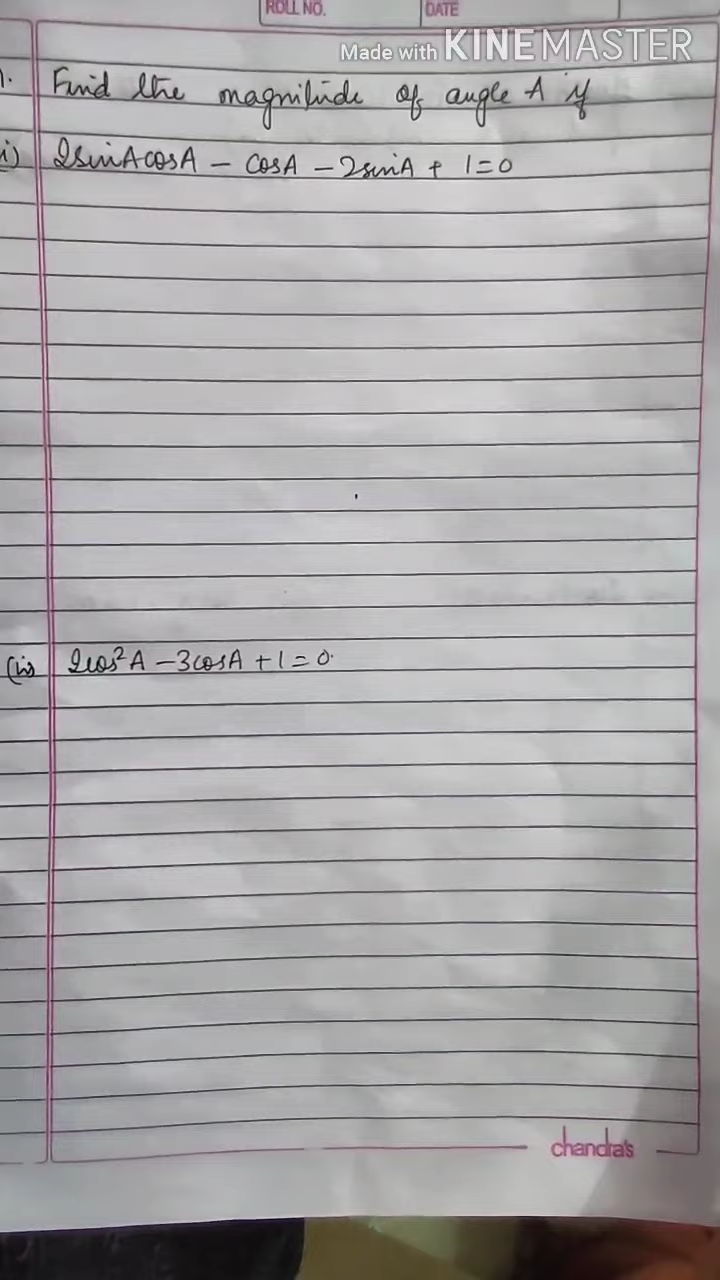 ROLL NO. DATE
Made with KINEMASTER
1. Find the magnitude of angle A if
i) 2sinAcosA - cosA - 2sinA + 1=0
(ii) 2cos²A - 3cosA + 1 = 0.
chandra's